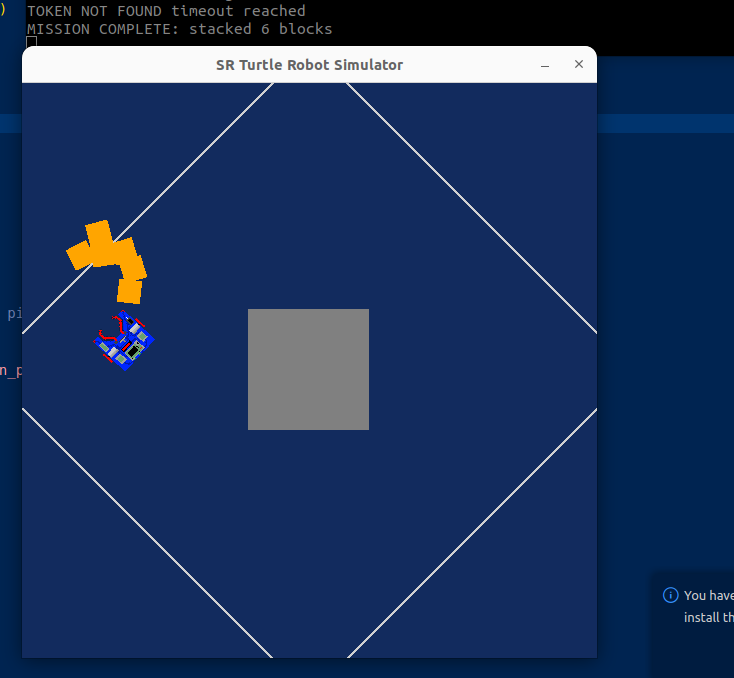 )
TOKEN NOT FOUND timeout reached
MISSION COMPLETE: stacked 6 blocks
SR Turtle Robot Simulator
pi
n_p
You have
install th